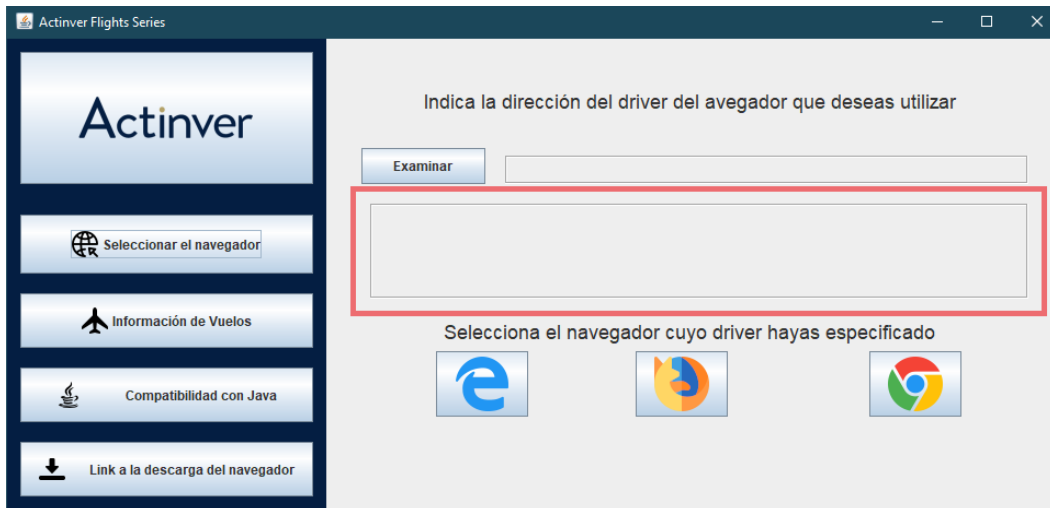 Actinver Flights Series
Actinver
Indica la dirección del driver del avegador que deseas utilizar
Examinar
Seleccionar el navegador
Información de Vuelos
Selecciona el navegador cuyo driver hayas especificado
Compatibilidad con Java
Link a la descarga del navegador